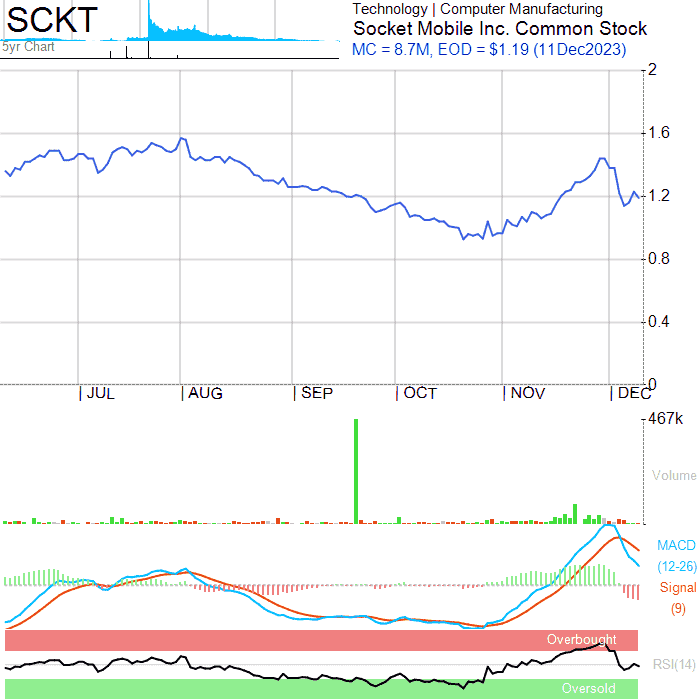 SCKT
5yr Chart
Technology | Computer Manufacturing
Socket Mobile Inc. Common Stock
MC = 8.7M, EOD = $1.19 (11Dec2023)
2
1.6
1.2
0.8
0.4
0
JUL AUG SEP OCT NOV DEC
467k
Volume
MACD
(12-26)
Signal
(9)
Overbought
RSI(14)
Oversold